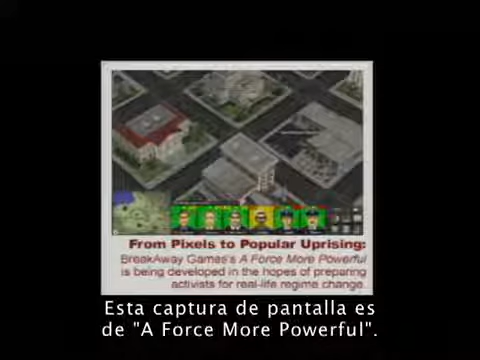 From Pixels to Popular Uprising:
BreakAway Games's A Force More Powerful
is being developed in the hopes of preparing
activists for real-life regime change.
Esta captura de pantalla es
de "A Force More Powerful".